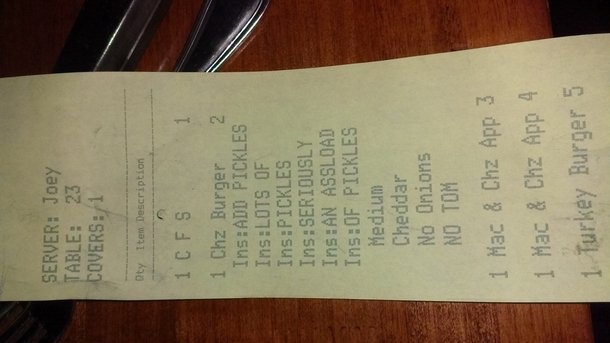 SERVER: Joey
TABLE: 23
COVERS: 1
Qty Item Description
1 C F S 1
1 Chz Burger 2
Ins:ADD PICKLES
Ins:LOTS OF
Ins:PICKLES
Ins:SERIOUSLY
Ins:AN ASSLOAD
Ins:OF PICKLES
Medium
Cheddar
No Onions
NO TOM
1 Mac & Chz App 3
1 Mac & Chz App 4
1 Turkey Burger 5